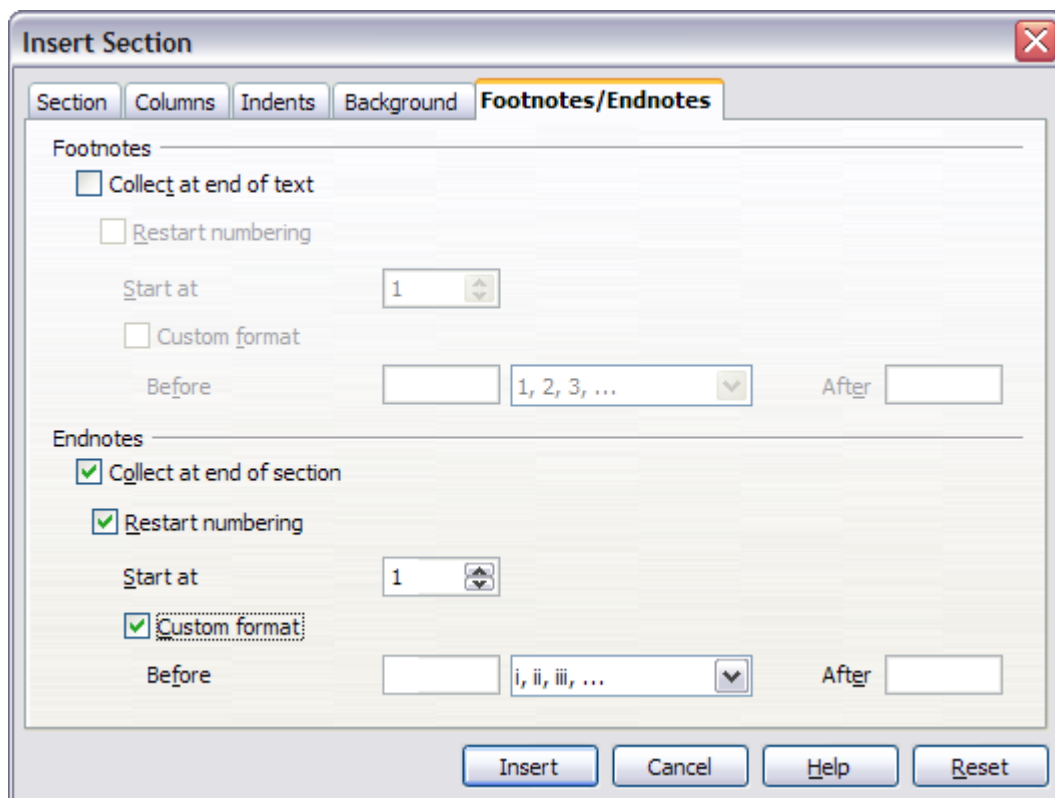 Insert Section
Section Columns Indents Background Footnotes/Endnotes
Footnotes
Collect at end of text
Restart numbering
Start at 1
Custom format
Before 1, 2, 3, ... After
Endnotes
Collect at end of section
Restart numbering
Start at 1
Custom format
Before i, ii, iii, ... After
Insert Cancel Help Reset